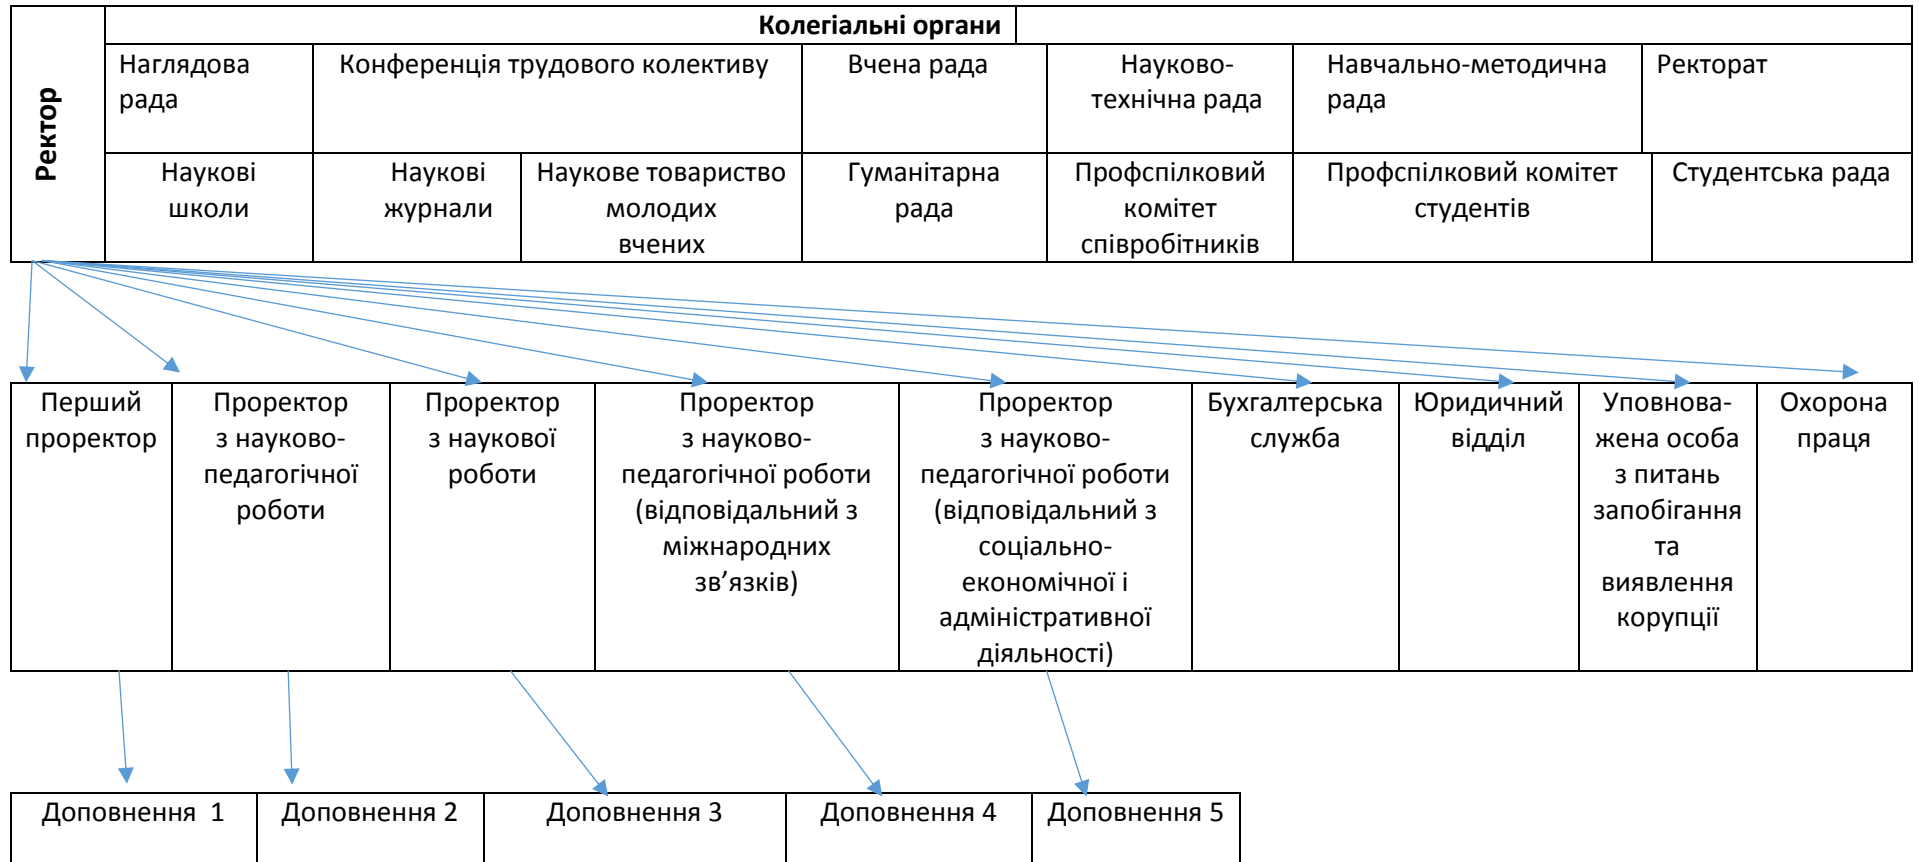 Ректор
Колегіальні органи
Наглядова
рада
Конференція трудового колективу
Вчена рада
Науково-
технічна рада
Навчально-методична
рада
Ректорат
Наукові
школи
Наукові
журнали
Наукове товариство
молодих
вчених
Гуманітарна
рада
Профспілковий
комітет
співробітників
Профспілковий комітет
студентів
Студентська рада
Перший
проректор
Проректор
з науково-
педагогічної
роботи
Проректор
з наукової
роботи
Проректор
з науково-
педагогічної роботи
(відповідальний з
міжнародних
зв’язків)
Проректор
з науково-
педагогічної роботи
(відповідальний з
соціально-
економічної і
адміністративної
діяльності)
Бухгалтерська
служба
Юридичний
відділ
Уповнова-
жена особа
з питань
запобігання
та
виявлення
корупції
Охорона
праця
Доповнення 1
Доповнення 2
Доповнення 3
Доповнення 4
Доповнення 5